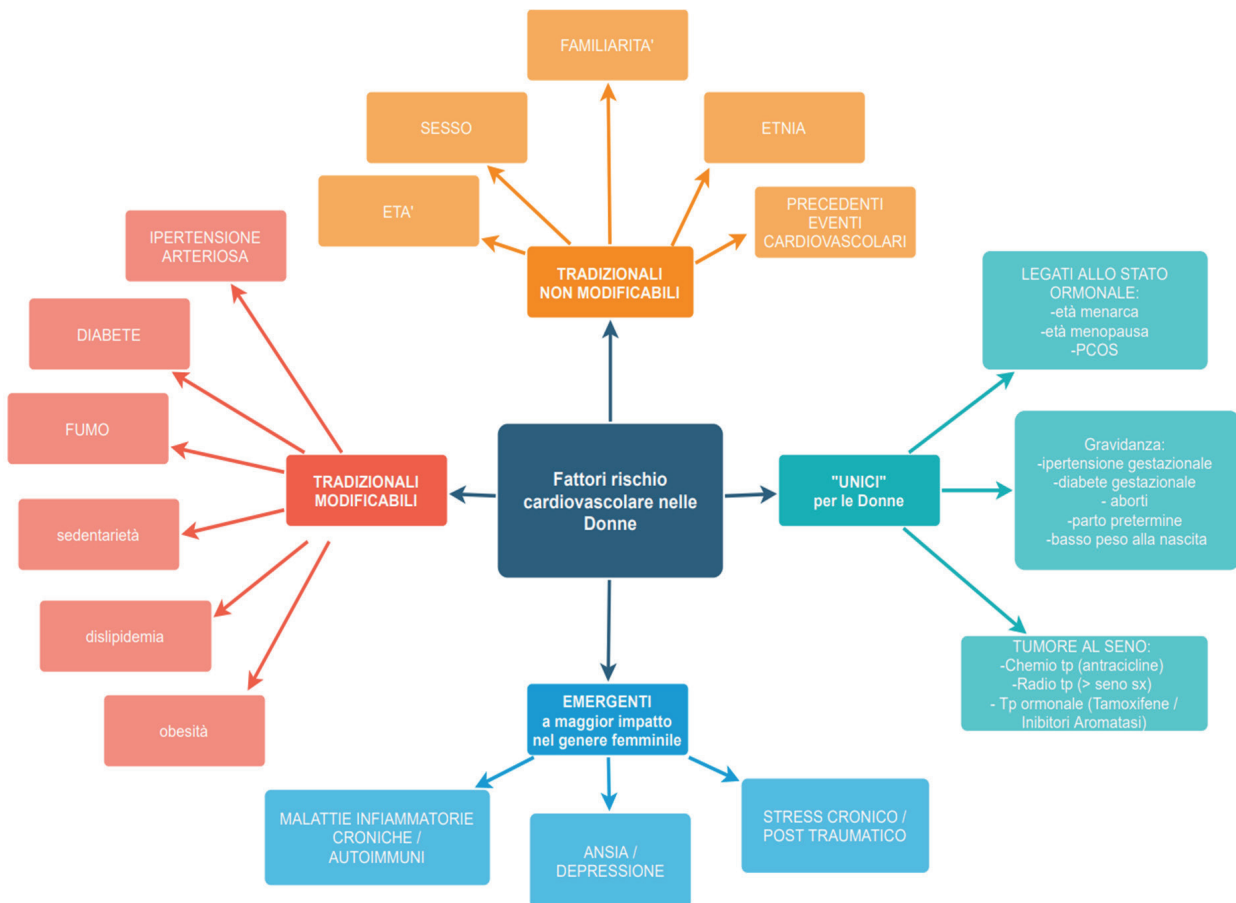 FAMILIARITA'
SESSO
ETNIA
ETA'
PRECEDENTI
EVENTI
CARDIOVASCOLARI
TRADIZIONALI
NON MODIFICABILI
IPERTENSIONE
ARTERIOSA
DIABETE
FUMO
sedentarietà
dislipidemia
obesità
TRADIZIONALI
MODIFICABILI
Fattori rischio
cardiovascolare nelle
Donne
"UNICI"
per le Donne
LEGATI ALLO STATO
ORMONALE:
-età menarca
-età menopausa
-PCOS
Gravidanza:
-ipertensione gestazionale
-diabete gestazionale
- aborti
-parto pretermine
-basso peso alla nascita
TUMORE AL SENO:
-Chemio tp (antracicline)
-Radio tp (> seno sx)
- Tp ormonale (Tamoxifene /
Inibitori Aromatasi)
EMERGENTI
a maggior impatto
nel genere femminile
MALATTIE INFIAMMATORIE
CRONICHE /
AUTOIMMUNI
ANSIA /
DEPRESSIONE
STRESS CRONICO /
POST TRAUMATICO